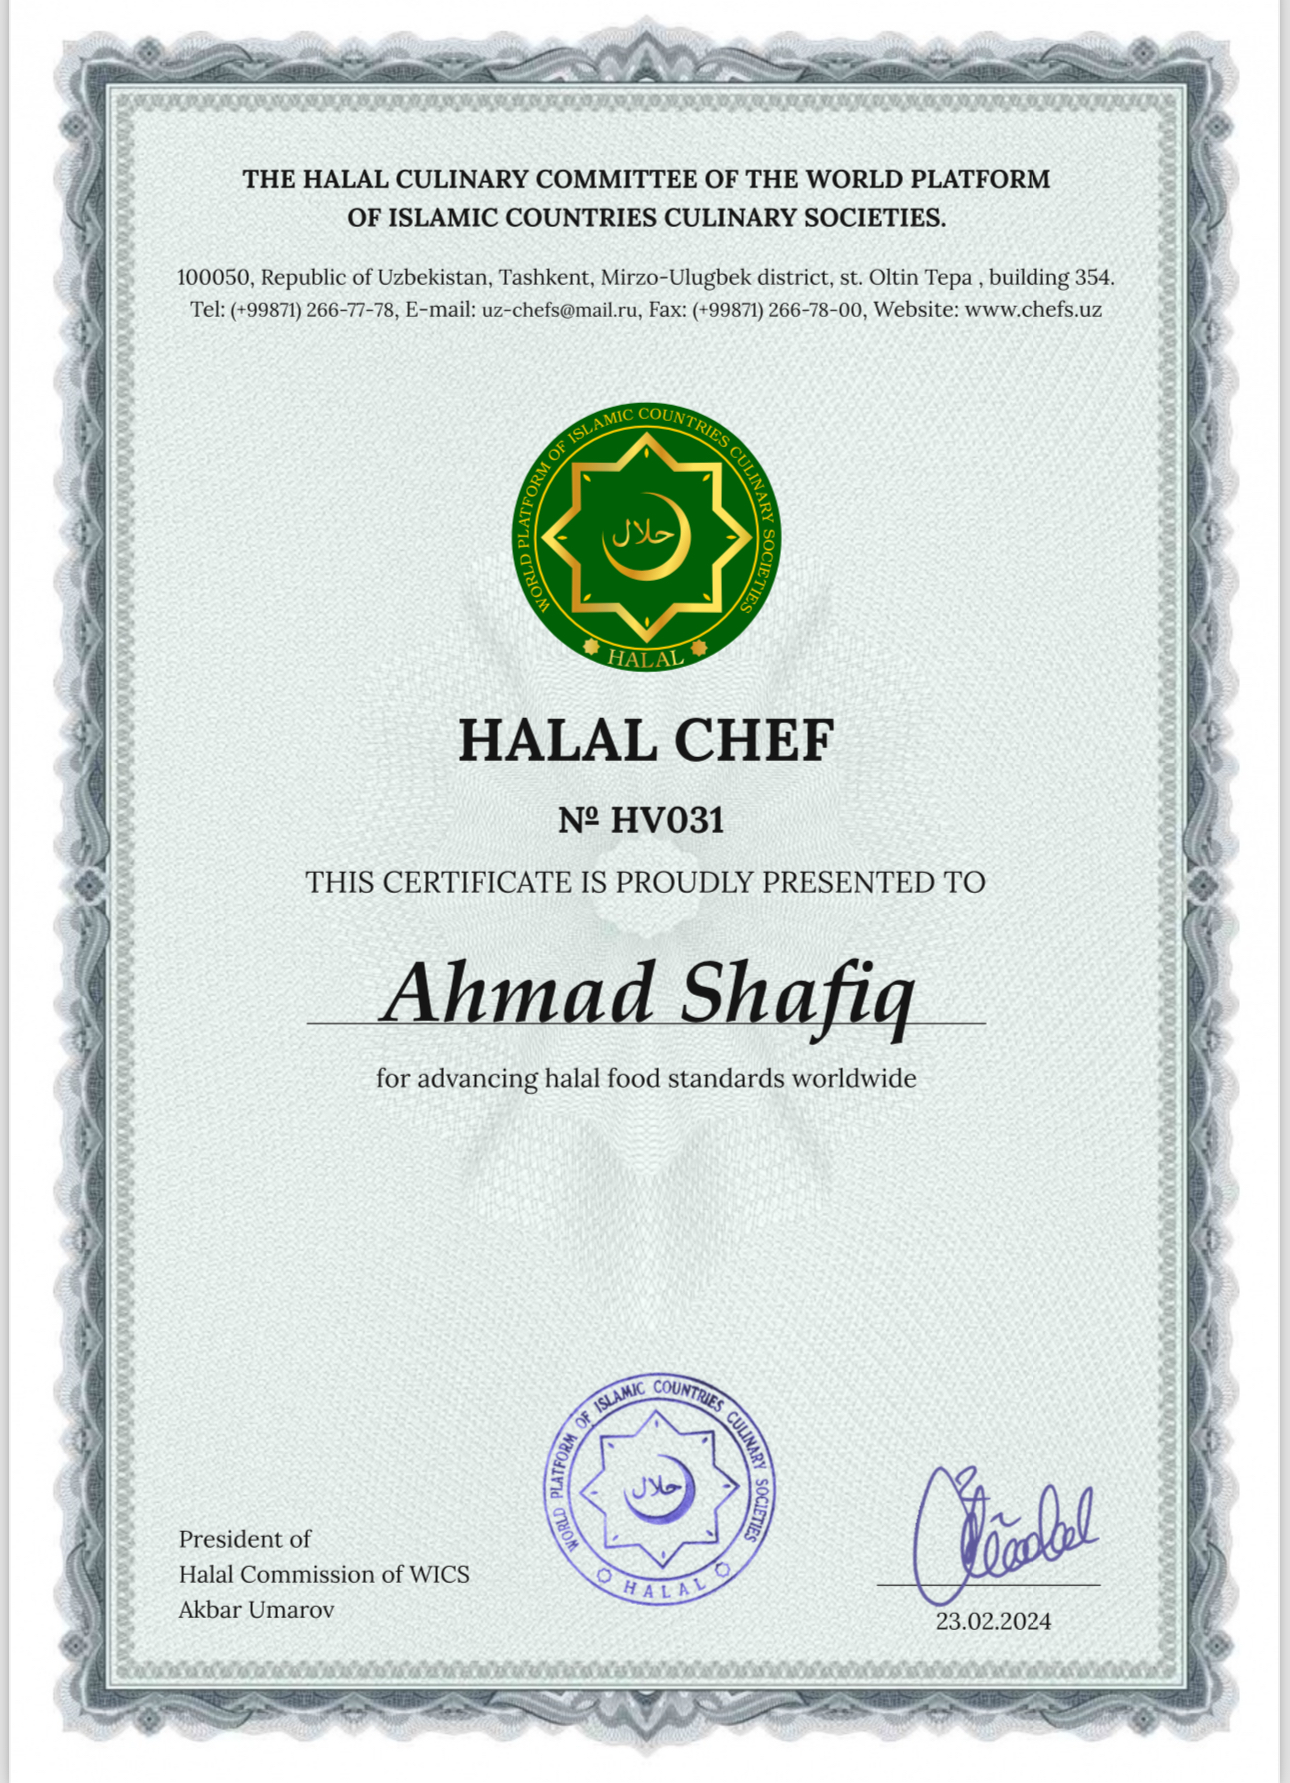 THE HALAL CULINARY COMMITTEE OF THE WORLD PLATFORM
OF ISLAMIC COUNTRIES CULINARY SOCIETIES.
100050, Republic of Uzbekistan, Tashkent, Mirzo-Ulugbek district, st. Oltin Tepa , building 354.
Tel: (+99871) 266-77-78, E-mail: uz-chefs@mail.ru, Fax: (+99871) 266-78-00, Website: www.chefs.uz
WORLD PLATFORM OF ISLAMIC COUNTRIES CULINARY SOCIETIES
حلال
HALAL
HALAL CHEF
Nº HV031
THIS CERTIFICATE IS PROUDLY PRESENTED TO
Ahmad Shafiq
for advancing halal food standards worldwide
WORLD PLATFORM OF ISLAMIC COUNTRIES CULINARY SOCIETIES
حلال
HALAL
President of
Halal Commission of WICS
Akbar Umarov
23.02.2024